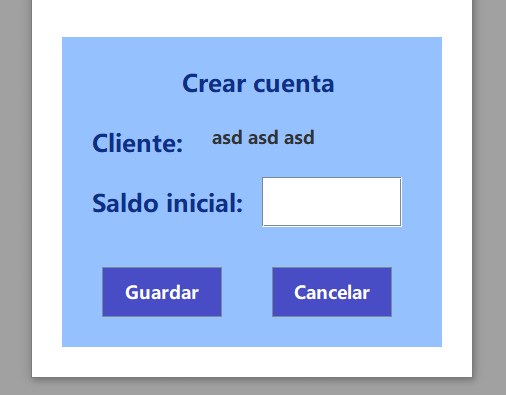 Crear cuenta
Cliente: asd asd asd
Saldo inicial:
Guardar Cancelar